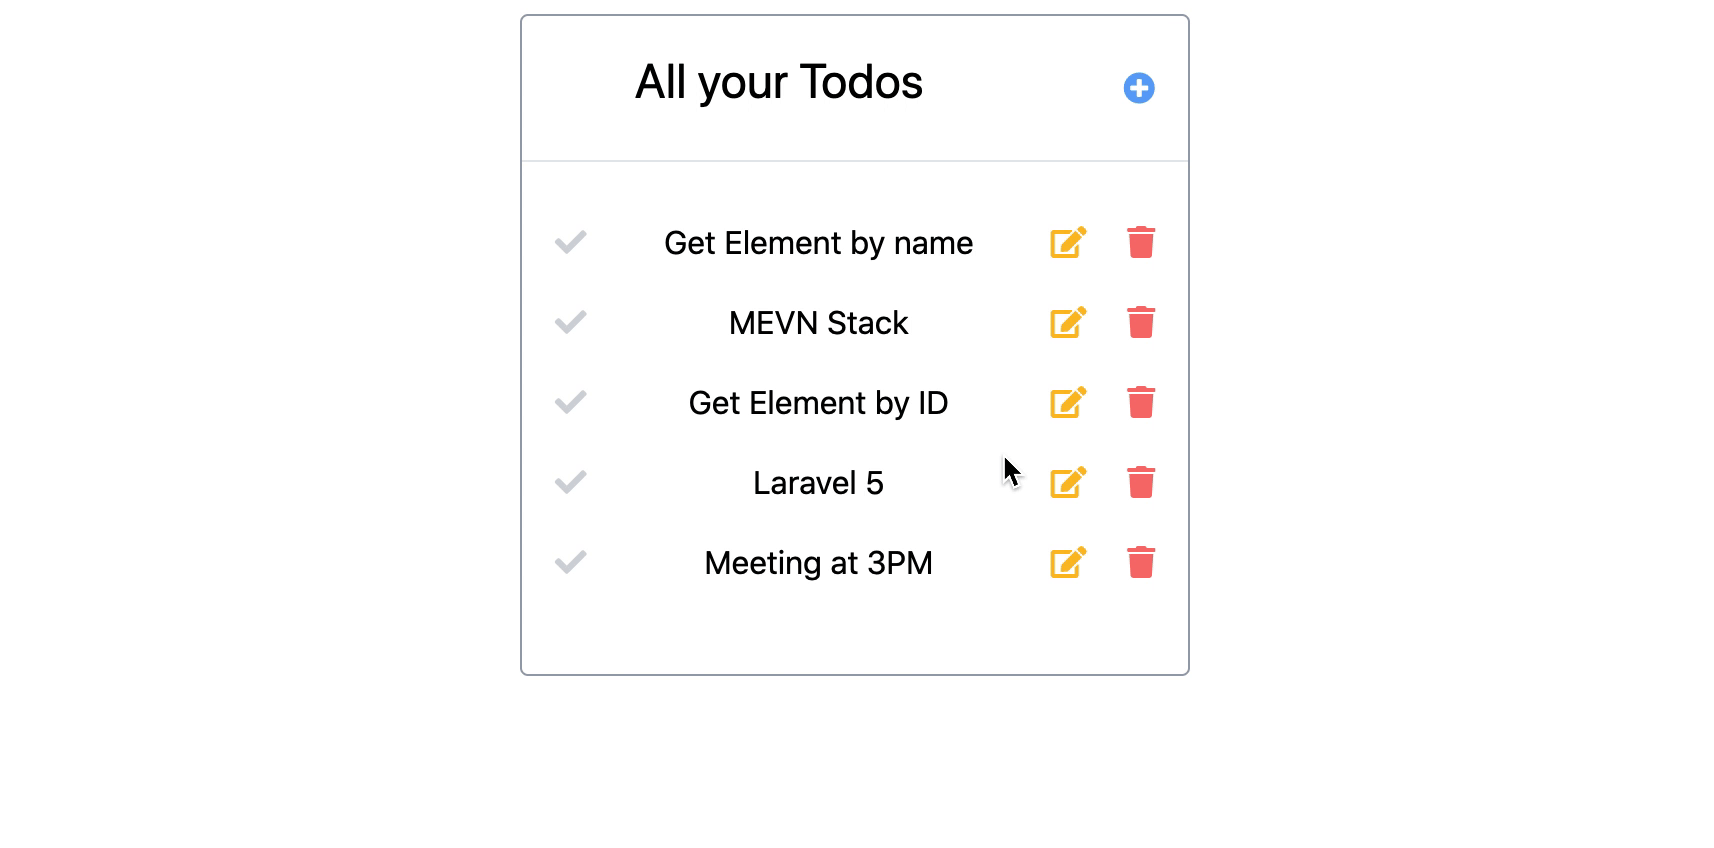 All your Todos
Get Element by name
MEVN Stack
Get Element by ID
Laravel 5
Meeting at 3PM